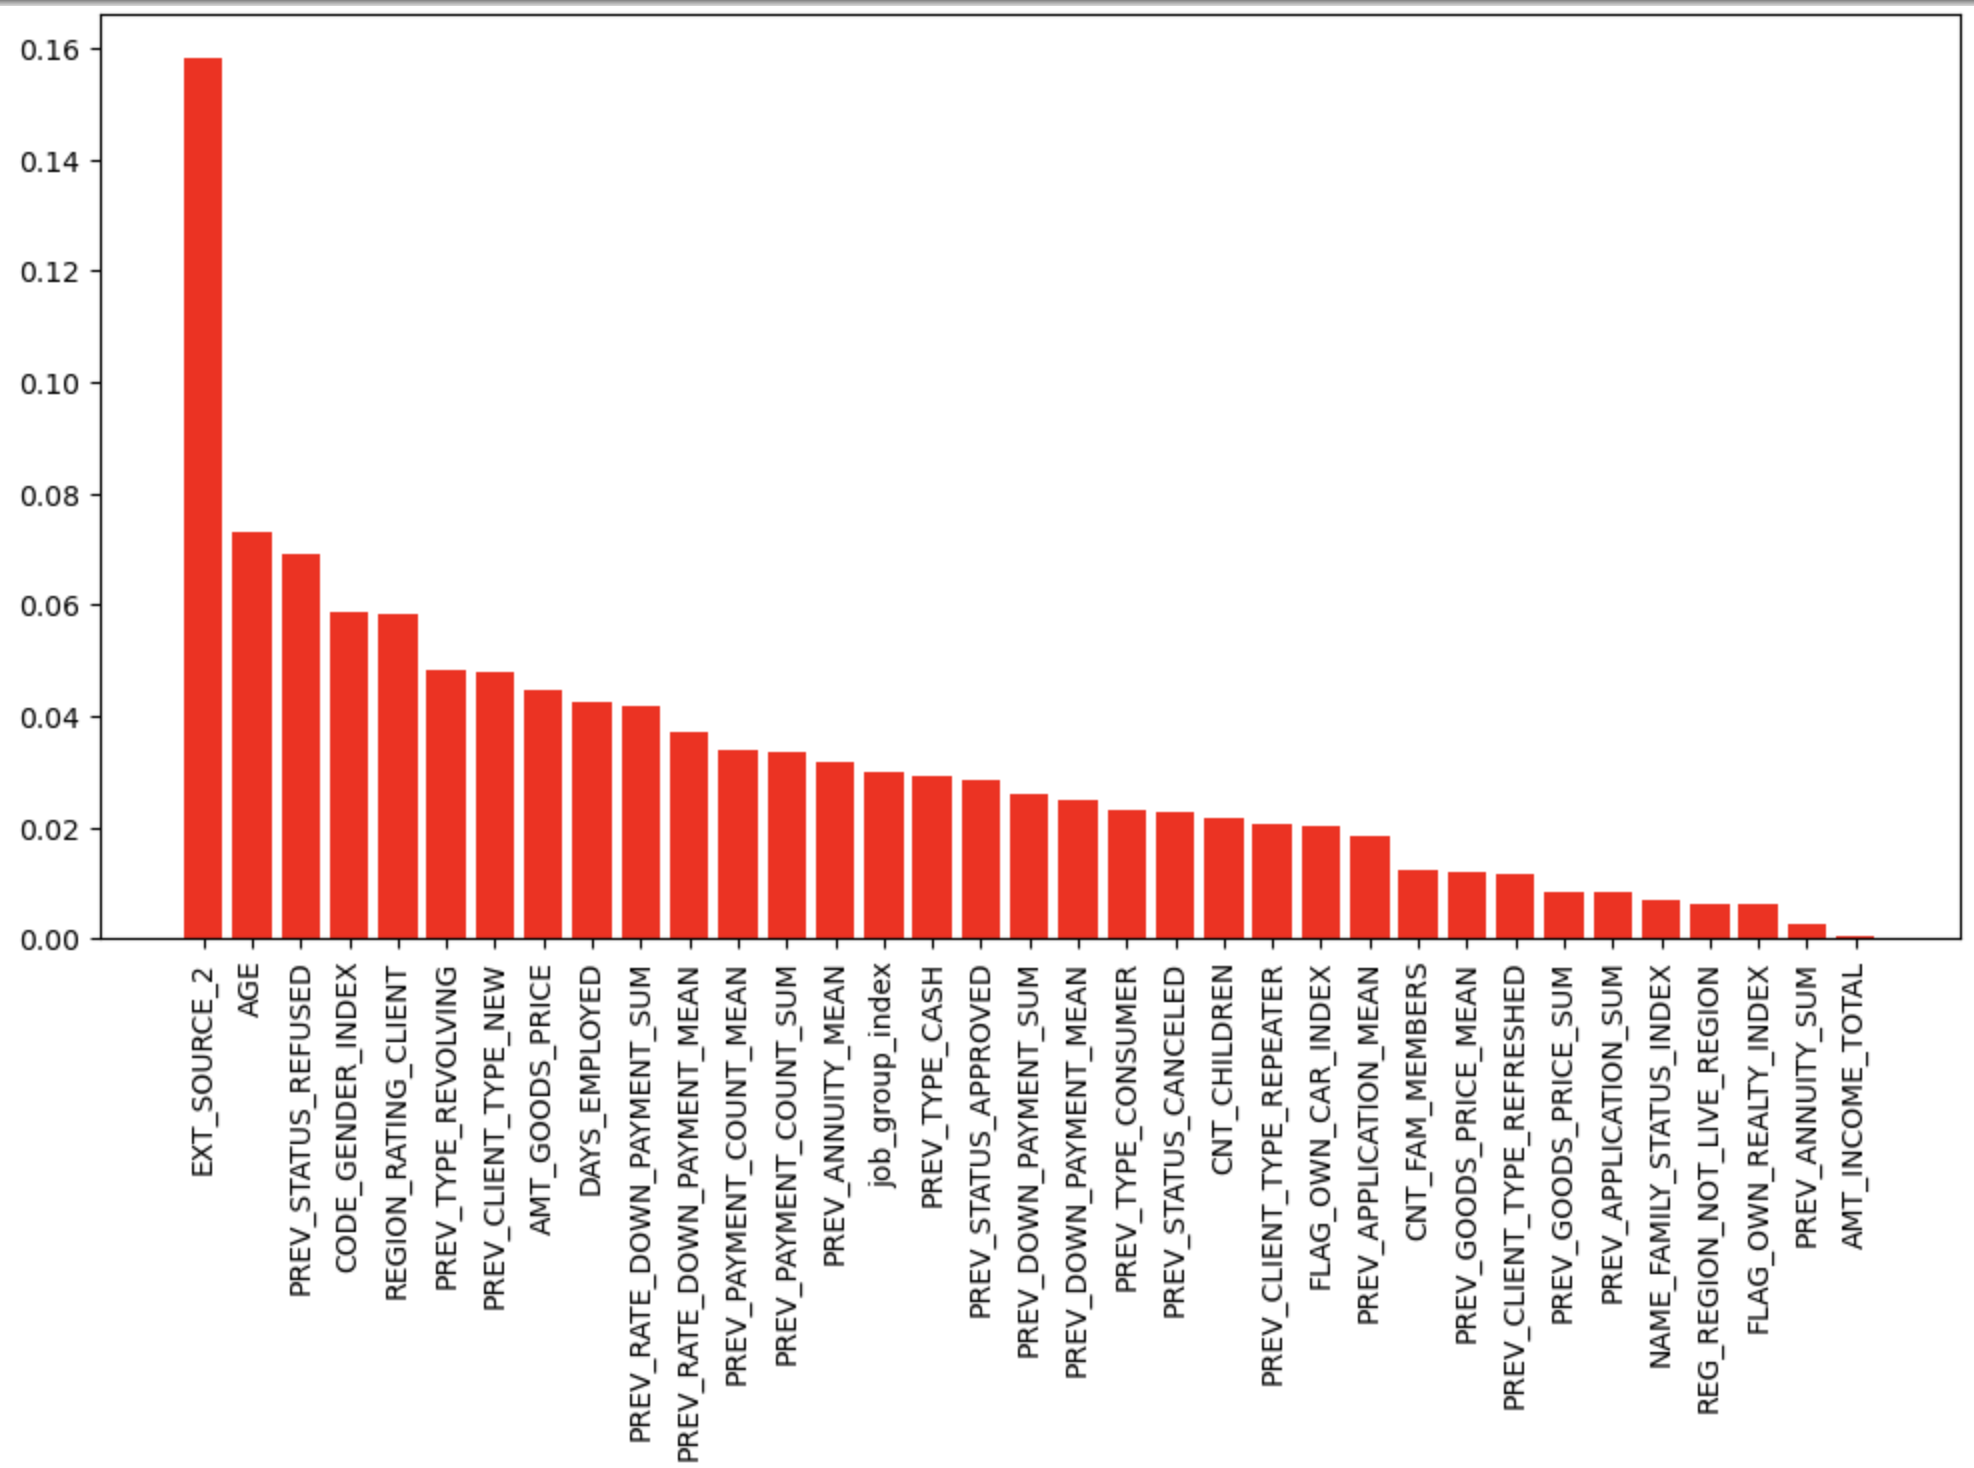 0.16
0.14
0.12
0.10
0.08
0.06
0.04
0.02
0.00
EXT_SOURCE_2
AGE
PREV_STATUS_REFUSED
CODE_GENDER_INDEX
REGION_RATING_CLIENT
PREV_TYPE_REVOLVING
PREV_CLIENT_TYPE_NEW
AMT_GOODS_PRICE
DAYS_EMPLOYED
PREV_RATE_DOWN_PAYMENT_SUM
PREV_RATE_DOWN_PAYMENT_MEAN
PREV_PAYMENT_COUNT_MEAN
PREV_PAYMENT_COUNT_SUM
PREV_ANNUITY_MEAN
job_group_index
PREV_TYPE_CASH
PREV_STATUS_APPROVED
PREV_DOWN_PAYMENT_SUM
PREV_DOWN_PAYMENT_MEAN
PREV_TYPE_CONSUMER
PREV_STATUS_CANCELED
CNT_CHILDREN
PREV_CLIENT_TYPE_REPEATER
FLAG_OWN_CAR_INDEX
PREV_APPLICATION_MEAN
CNT_FAM_MEMBERS
PREV_GOODS_PRICE_MEAN
PREV_CLIENT_TYPE_REFRESHED
PREV_GOODS_PRICE_SUM
PREV_APPLICATION_SUM
NAME_FAMILY_STATUS_INDEX
REG_REGION_NOT_LIVE_REGION
FLAG_OWN_REALTY_INDEX
PREV_ANNUITY_SUM
AMT_INCOME_TOTAL